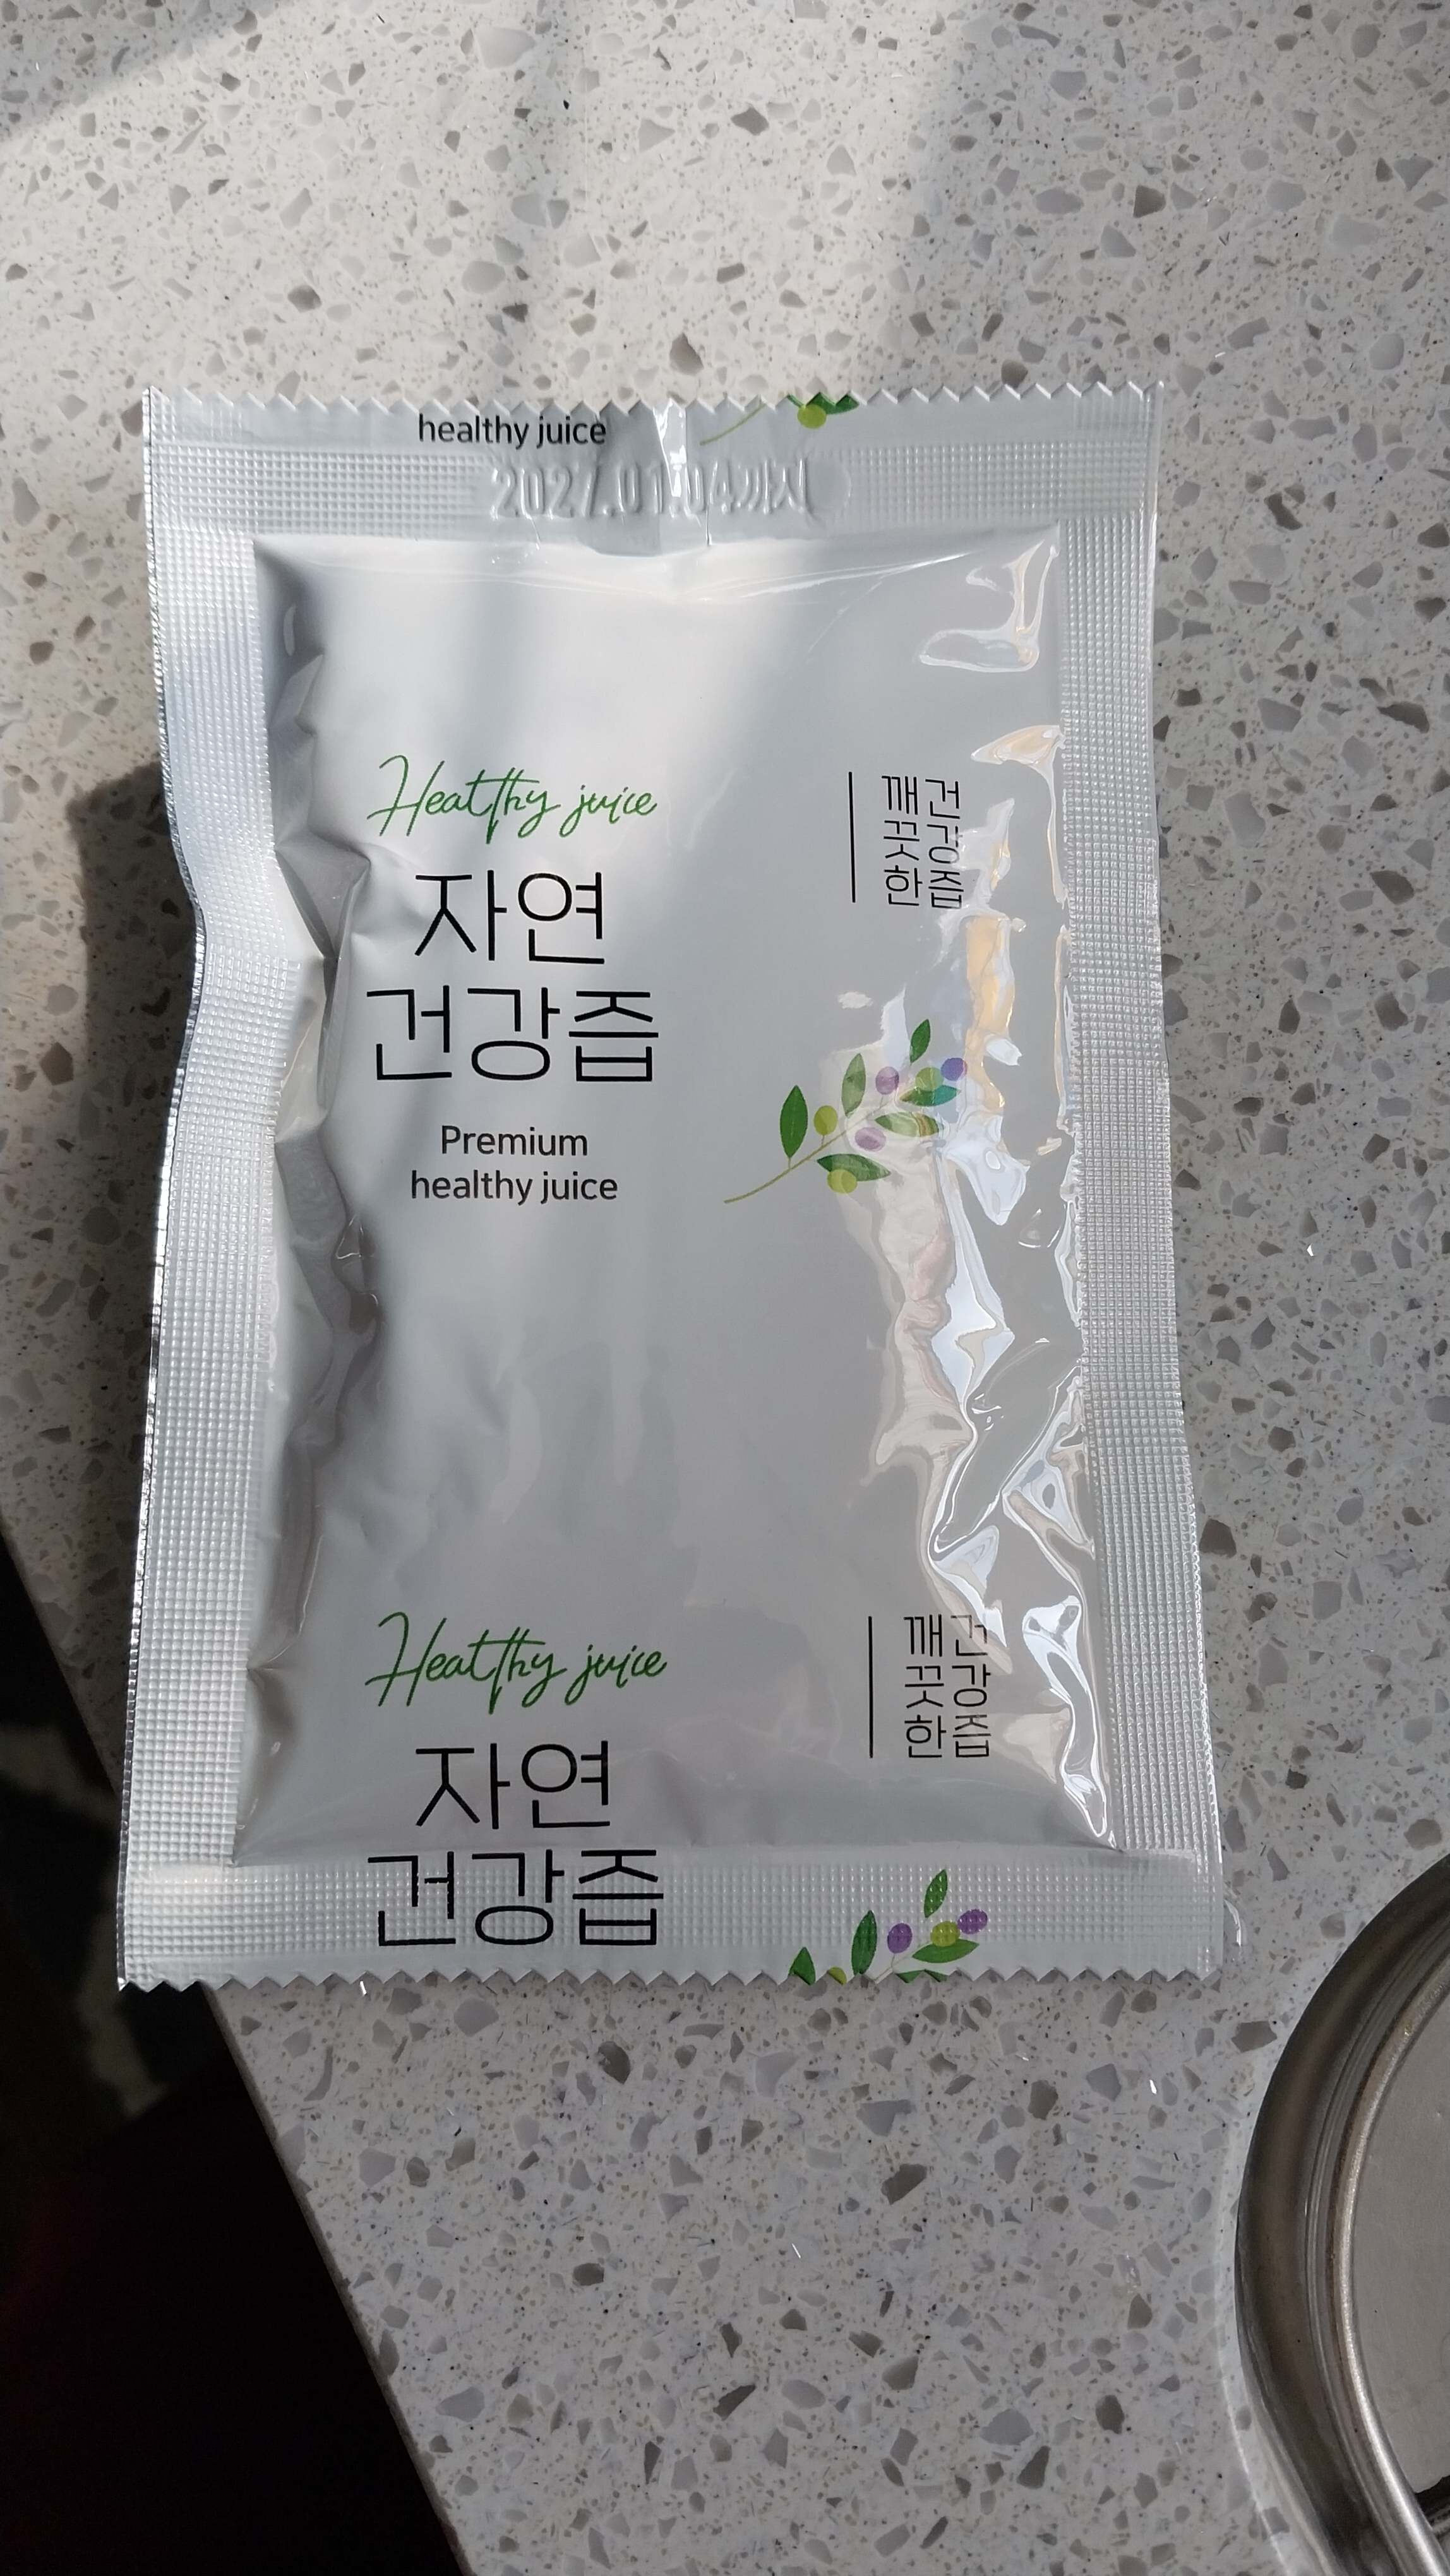 healthy juice
2027.01.04까지
Healthy juice
자연
건강즙
Premium
healthy juice
깨끗한
건강즙
Healthy juice
자연
건강즙
깨끗한
건강즙